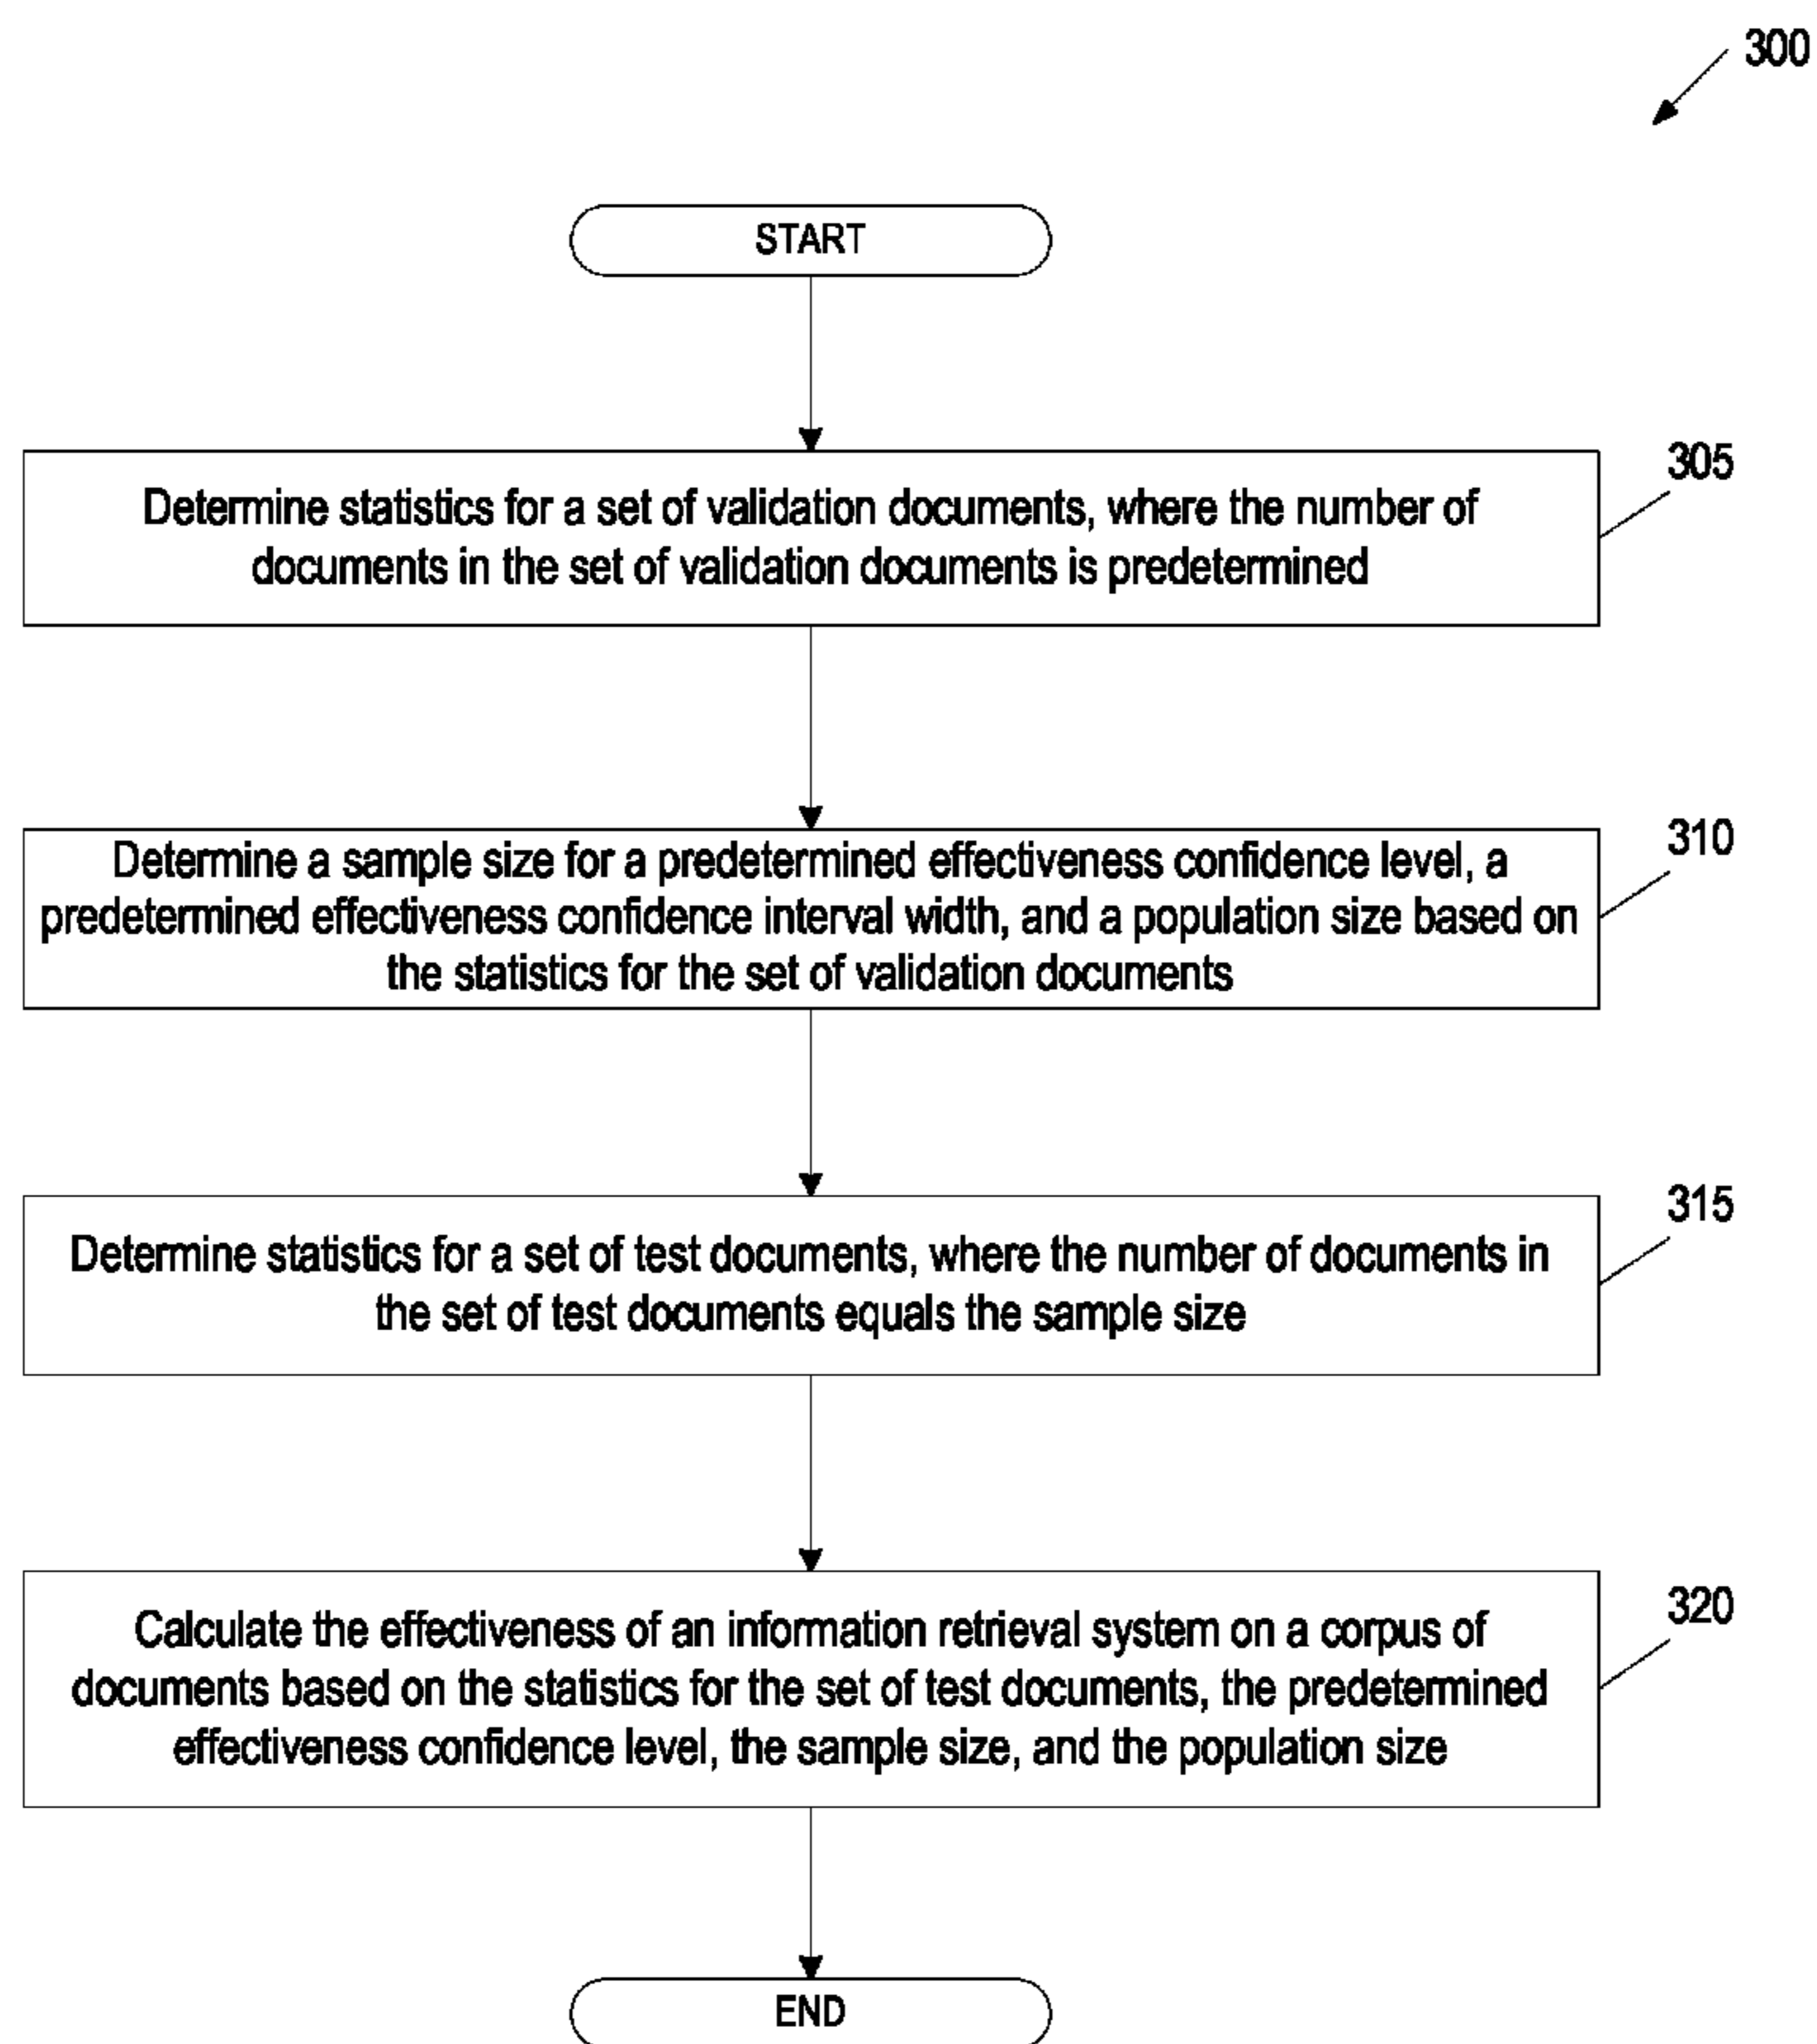 300
START
305
Determine statistics for a set of validation documents, where the number of
documents in the set of validation documents is predetermined
310
Determine a sample size for a predetermined effectiveness confidence level, a
predetermined effectiveness confidence interval width, and a population size based on
the statistics for the set of validation documents
315
Determine statistics for a set of test documents, where the number of documents in
the set of test documents equals the sample size
320
Calculate the effectiveness of an information retrieval system on a corpus of
documents based on the statistics for the set of test documents, the predetermined
effectiveness confidence level, the sample size, and the population size
END